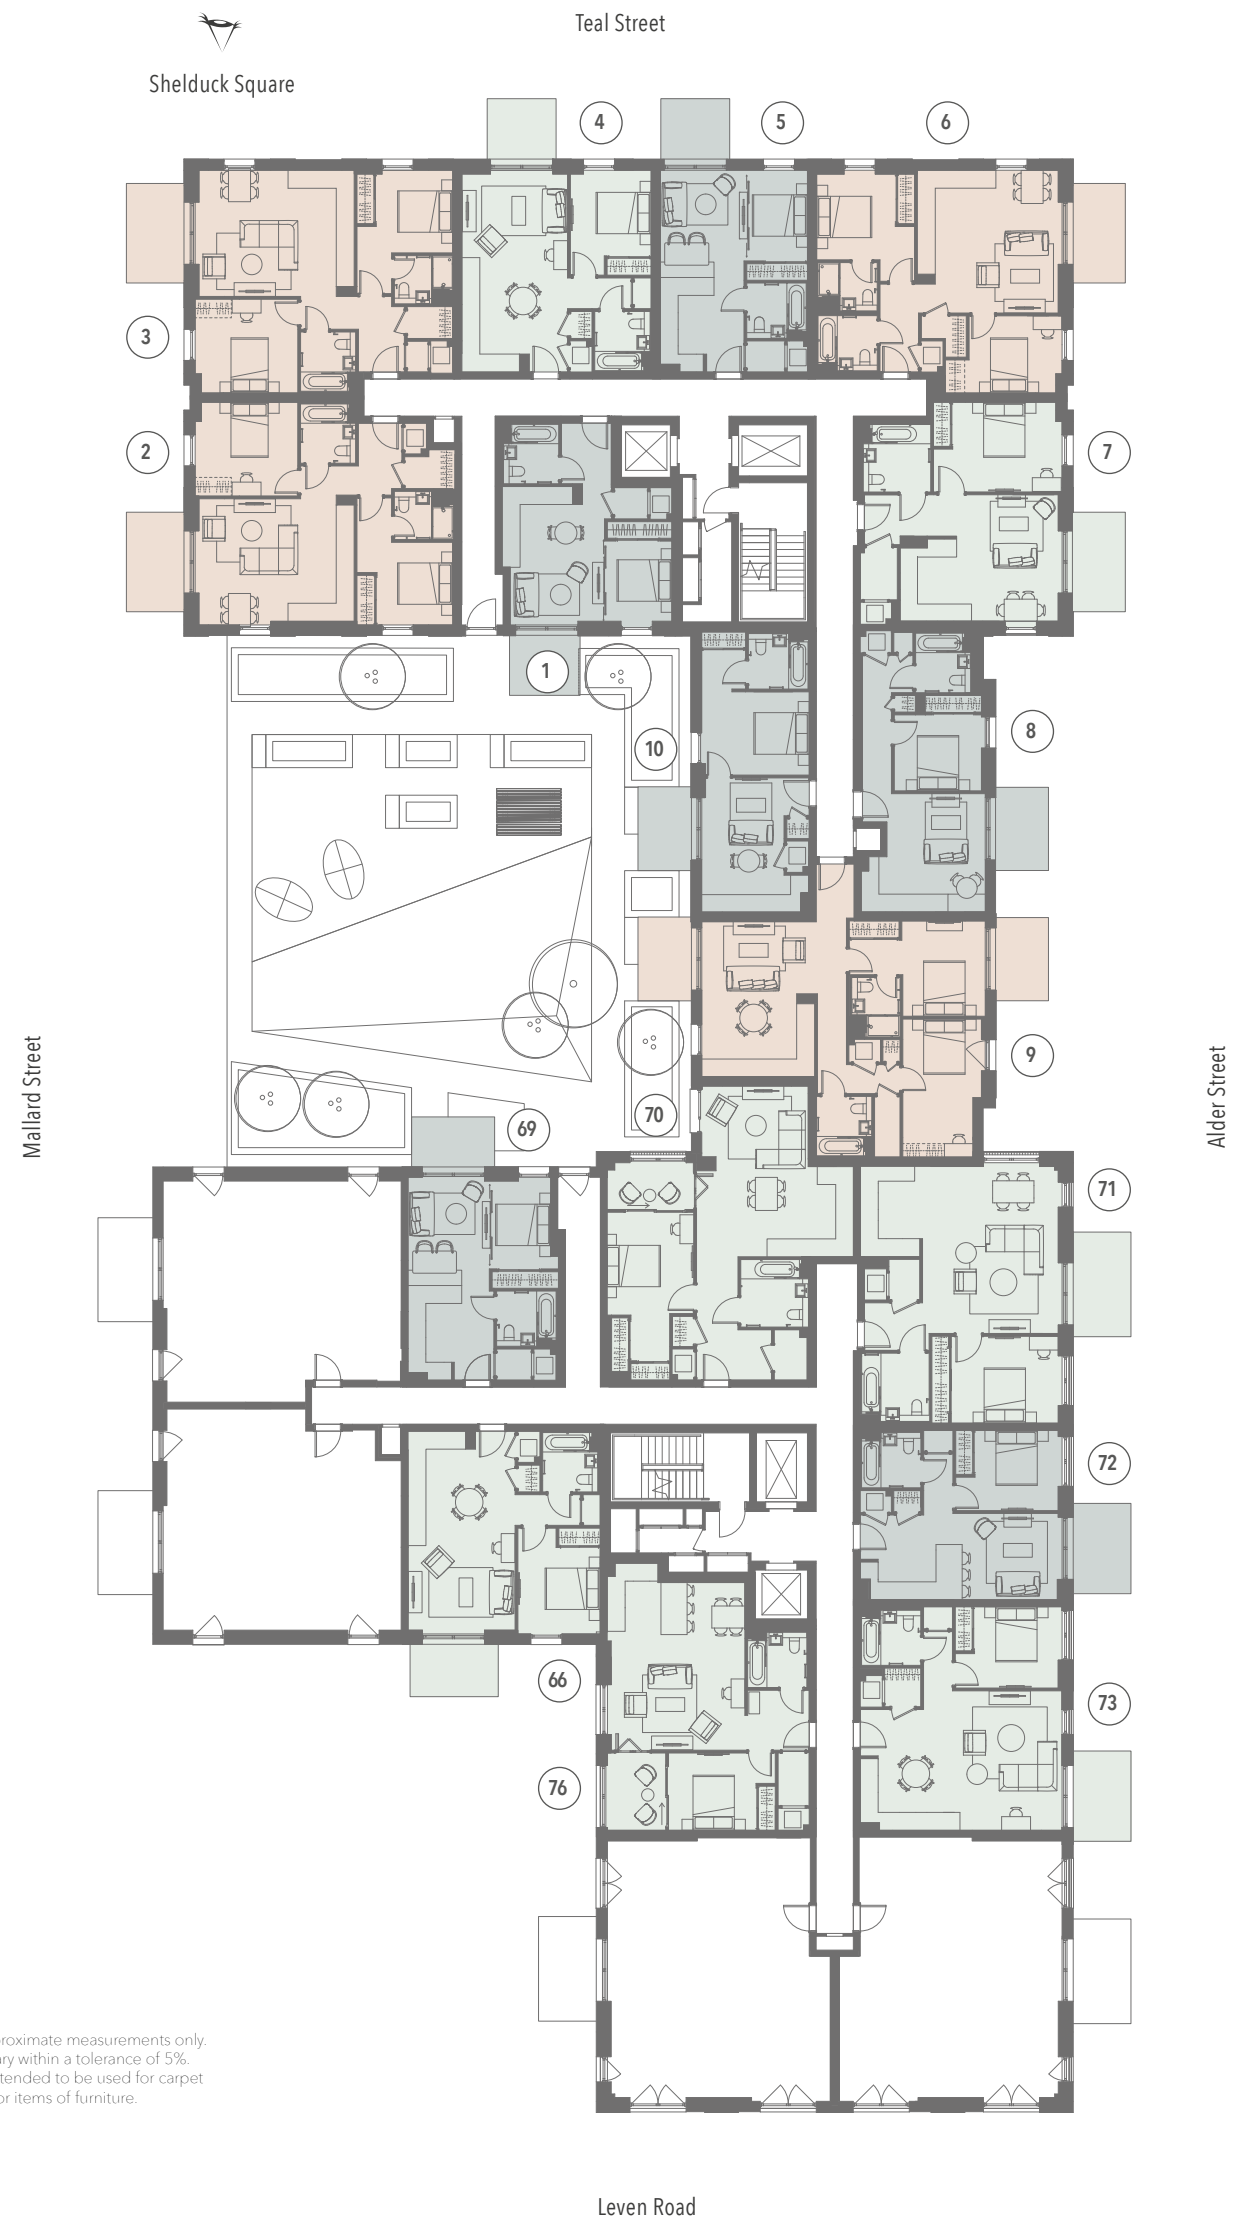 Teal Street
Shelduck Square
4
5
6
3
2
7
1
10
8
9
Mallard Street
Alder Street
70
69
71
72
66
73
76
roximate measurements only.
ry within a tolerance of 5%.
tended to be used for carpet
or items of furniture.
Leven Road